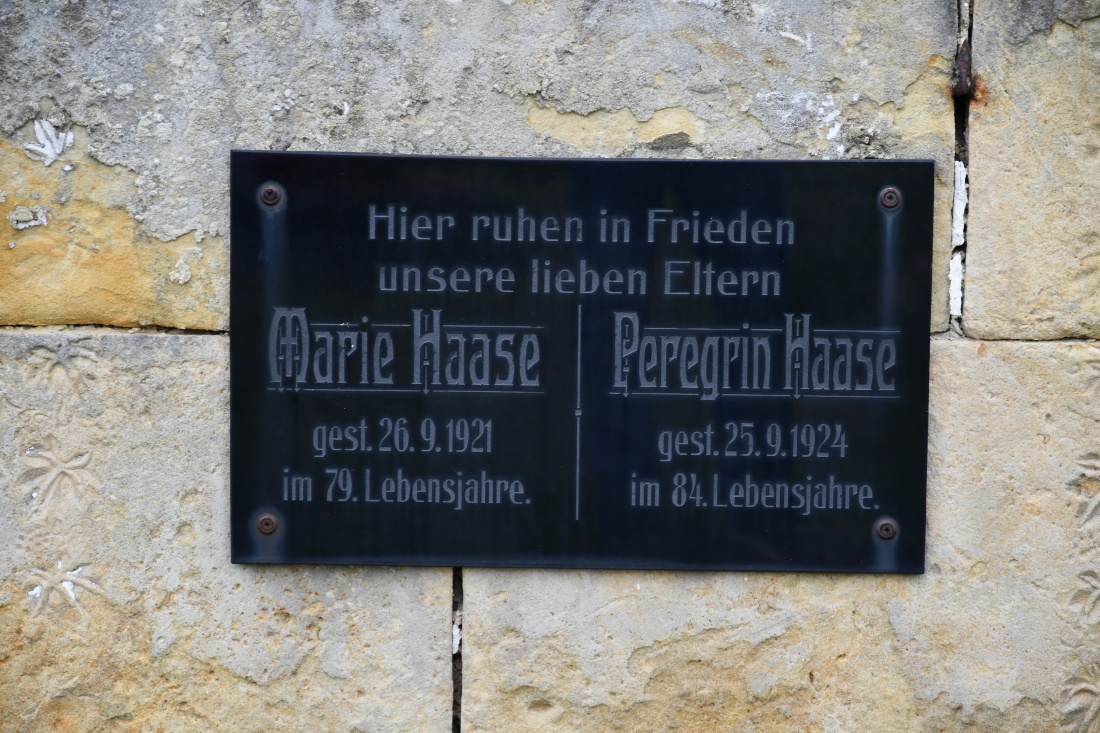 Hier ruhen in Frieden
unsere lieben Eltern
Marie Haase
gest. 26.9.1921
im 79. Lebensjahre.
Peregrin Haase
gest. 25.9.1924
im 84. Lebensjahre.